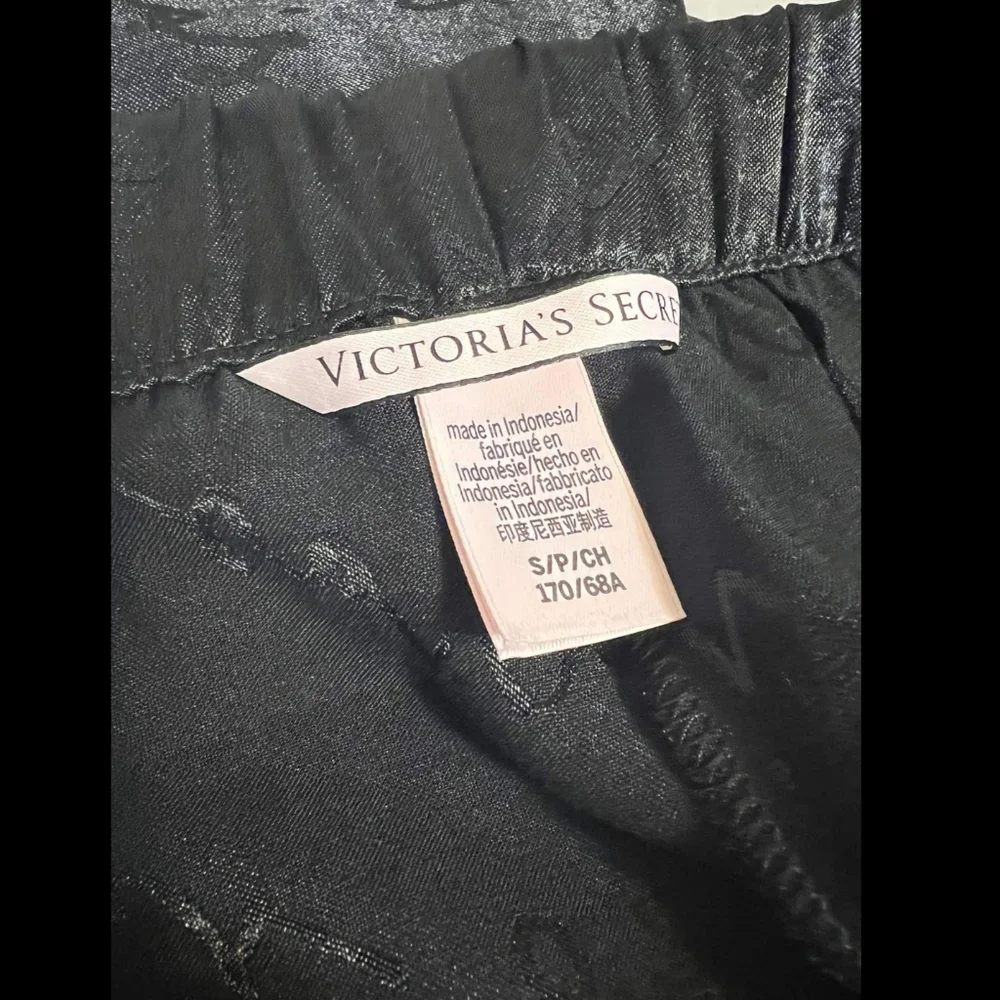 VICTORIA'S SECRE
made in Indonesia/
fabriqué en
Indonésie/hecho en
Indonesia/fabbricato
in Indonesia/
印度尼西亚制造
S/P/CH
170/68A